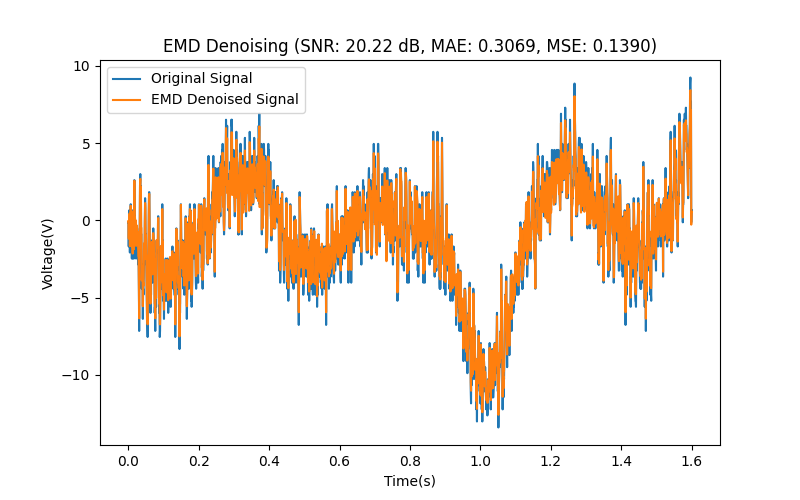 EMD Denoising (SNR: 20.22 dB, MAE: 0.3069, MSE: 0.1390)
Original Signal
EMD Denoised Signal
10
5
0
−5
−10
Voltage(V)
0.0 0.2 0.4 0.6 0.8 1.0 1.2 1.4 1.6
Time(s)